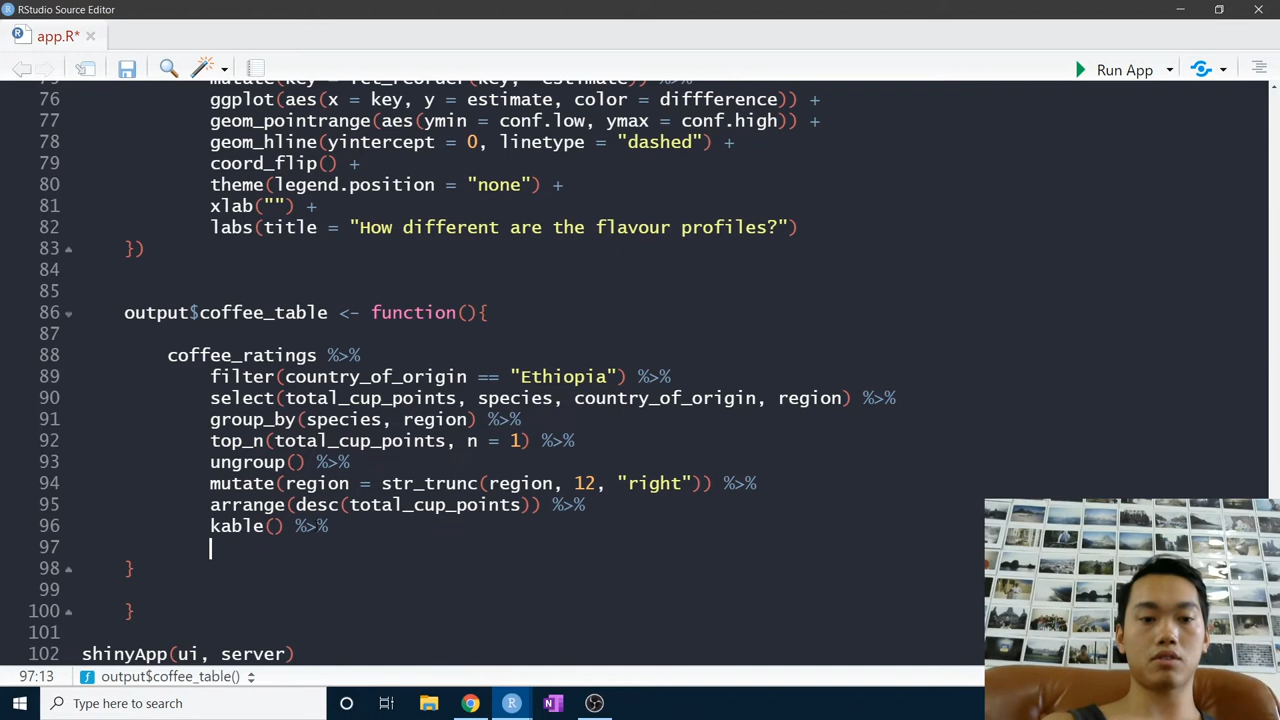 RStudio Source Editor
app.R*
Run App
mutate(key = fct_reorder(key, estimate)) %>%
76 ggplot(aes(x = key, y = estimate, color = diffference)) +
77 geom_pointrange(aes(ymin = conf.low, ymax = conf.high)) +
78 geom_hline(yintercept = 0, linetype = "dashed") +
79 coord_flip() +
80 theme(legend.position = "none") +
81 xlab("") +
82 labs(title = "How different are the flavour profiles?")
83 })
84
85
86 output$coffee_table <- function(){
87
88 coffee_ratings %>%
89 filter(country_of_origin == "Ethiopia") %>%
90 select(total_cup_points, species, country_of_origin, region) %>%
91 group_by(species, region) %>%
92 top_n(total_cup_points, n = 1) %>%
93 ungroup() %>%
94 mutate(region = str_trunc(region, 12, "right")) %>%
95 arrange(desc(total_cup_points)) %>%
96 kable() %>%
97
98 }
99
100 }
101
102 shinyApp(ui, server)
97:13 output$coffee_table()
Type here to search